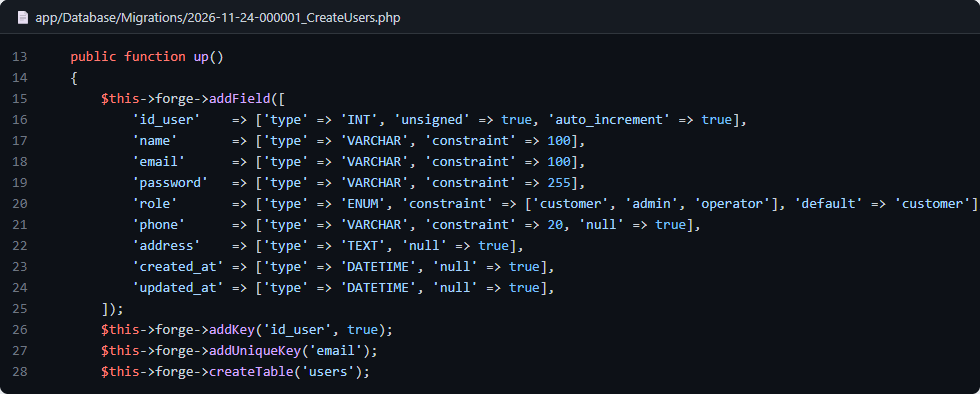 app/Database/Migrations/2026-11-24-000001_CreateUsers.php
13 public function up()
14 {
15 $this->forge->addField([
16 'id_user' => ['type' => 'INT', 'unsigned' => true, 'auto_increment' => true],
17 'name' => ['type' => 'VARCHAR', 'constraint' => 100],
18 'email' => ['type' => 'VARCHAR', 'constraint' => 100],
19 'password' => ['type' => 'VARCHAR', 'constraint' => 255],
20 'role' => ['type' => 'ENUM', 'constraint' => ['customer', 'admin', 'operator'], 'default' => 'customer']
21 'phone' => ['type' => 'VARCHAR', 'constraint' => 20, 'null' => true],
22 'address' => ['type' => 'TEXT', 'null' => true],
23 'created_at' => ['type' => 'DATETIME', 'null' => true],
24 'updated_at' => ['type' => 'DATETIME', 'null' => true],
25 ]);
26 $this->forge->addKey('id_user', true);
27 $this->forge->addUniqueKey('email');
28 $this->forge->createTable('users');